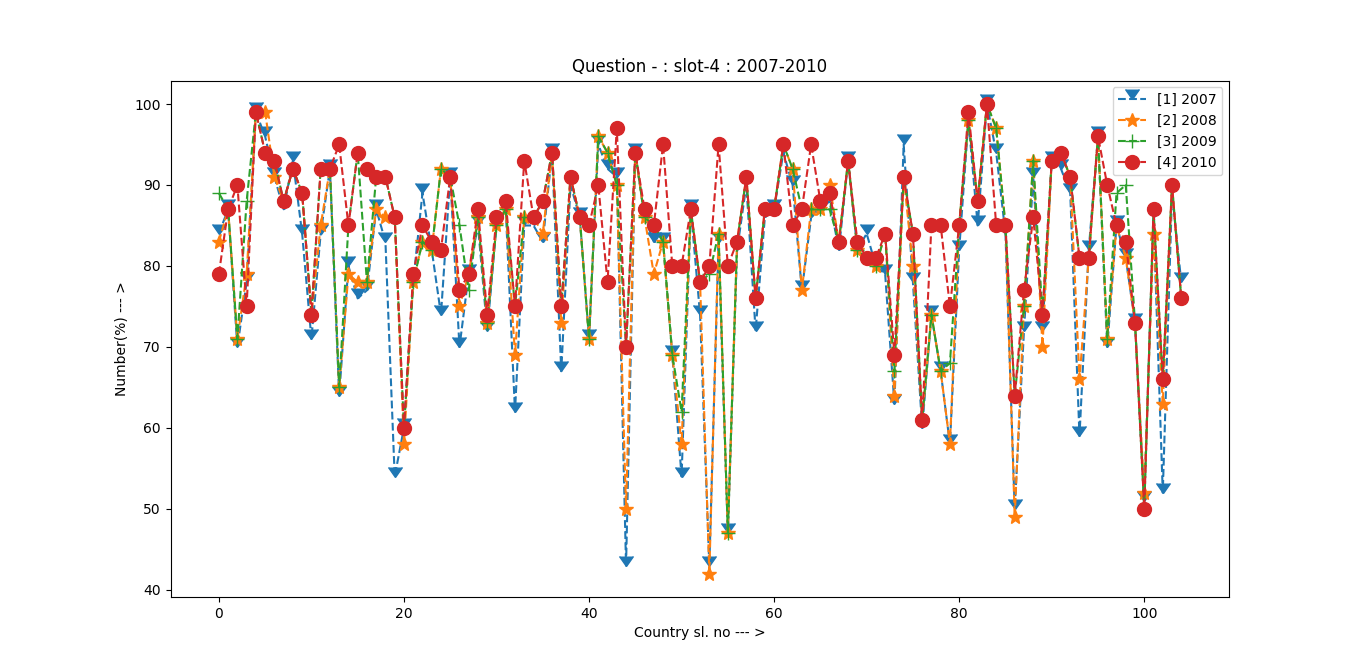 Question - : slot-4 : 2007-2010
[1] 2007
[2] 2008
[3] 2009
[4] 2010
100
90
80
70
60
50
40
Number(%) --- >
0 20 40 60 80 100
Country sl. no --- >